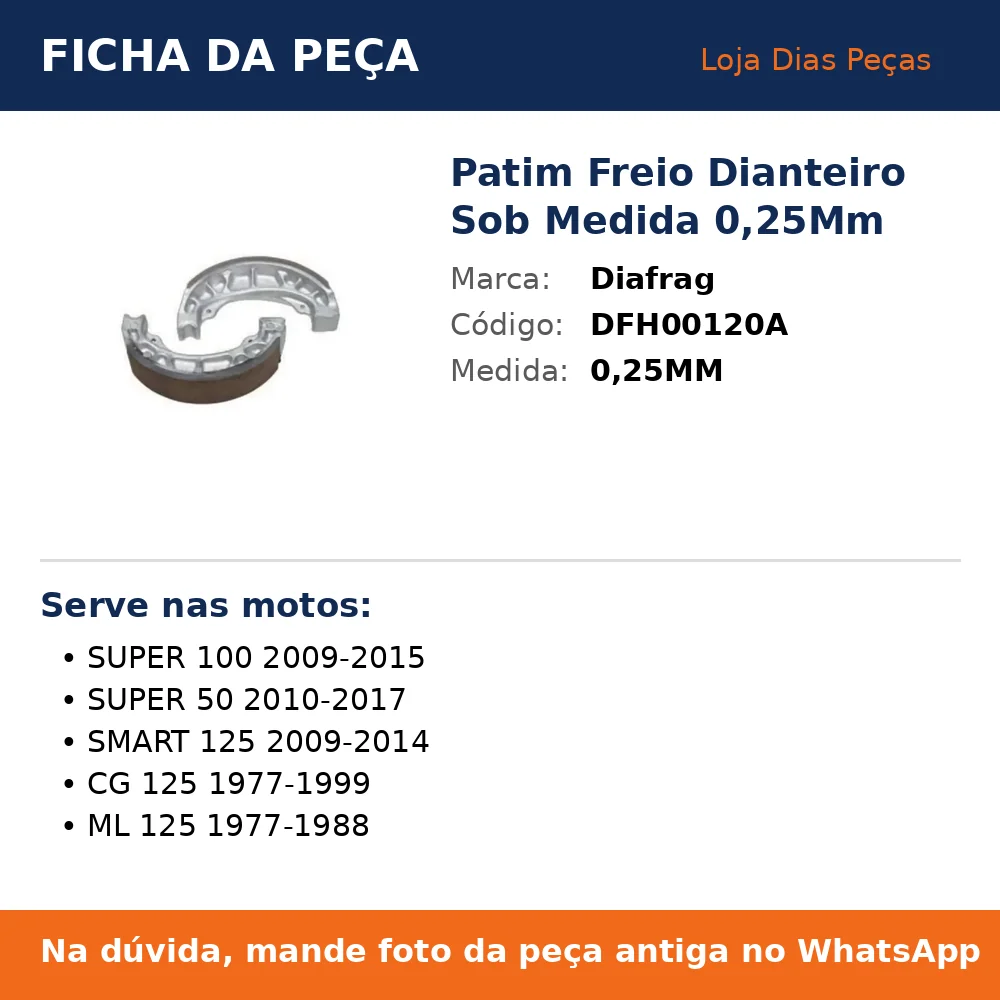 FICHA DA PEÇA
Loja Dias Peças
Patim Freio Dianteiro
Sob Medida 0,25Mm
Marca: Diafrag
Código: DFH00120A
Medida: 0,25MM
Serve nas motos:
• SUPER 100 2009-2015
• SUPER 50 2010-2017
• SMART 125 2009-2014
• CG 125 1977-1999
• ML 125 1977-1988
Na dúvida, mande foto da peça antiga no WhatsApp